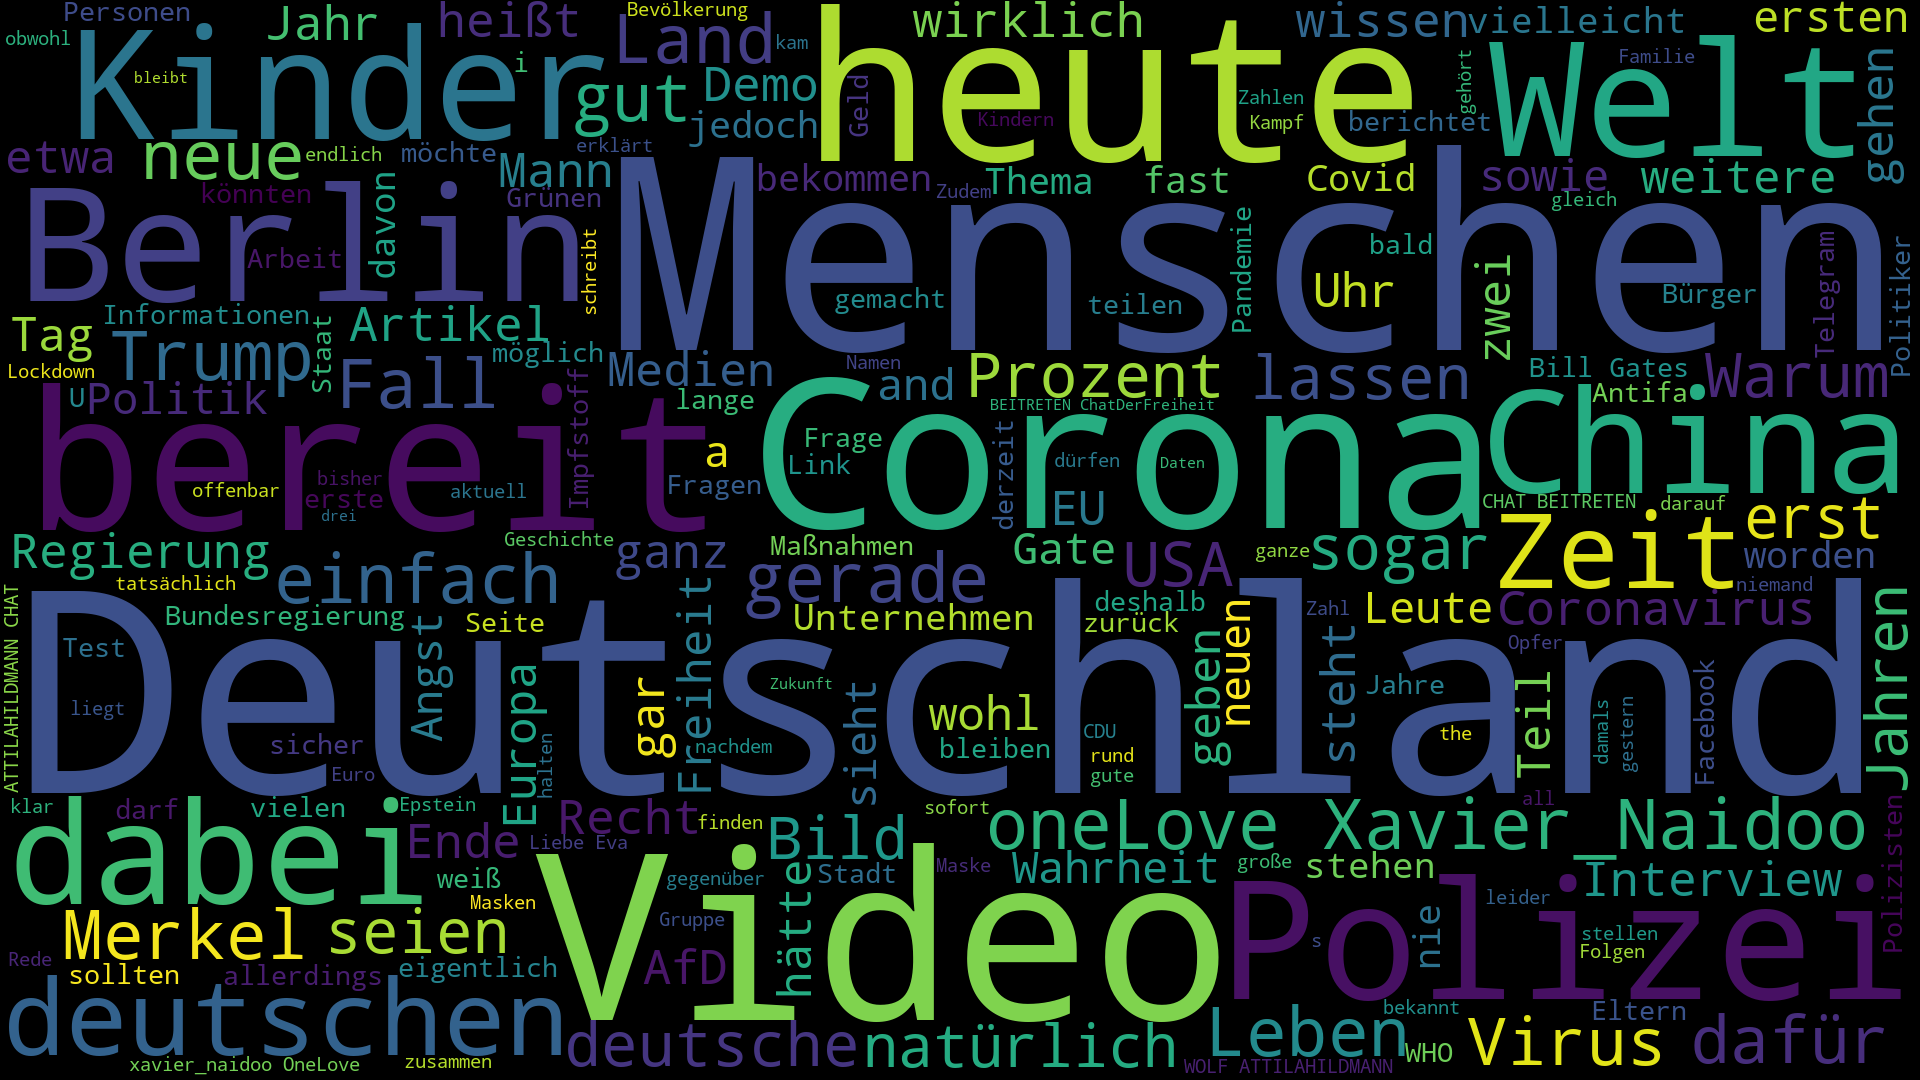 Personen Jahr heißt Bevölkerung Land kam heute wirklich wissen vielleicht ersten
obwohl Kinder bleibt i gut Demo jedoch Geld Zahlen Kampf Kindern berichtet gehört Welt Familie gehen
etwa neue endlich möchte erklärt Mann bekommen Zudem Thema fast Covid sowie weitere gleich
Berlin könnten Arbeit davon Grünen schreibt Menschen gemacht teilen Pandemie bald Uhr zwei Bürger Telegram Politiker
Tag Informationen Trump Staat Artikel möglich Lockdown
U Politik Fall Medien Namen and Prozent lassen Bill Gates Antifa Warum
bereit offenbar bisher erste drei aktuell Impfstoff lange a Fragen Corona Frage Link BEITRETEN ChatDerFreiheit derzeit dürfen EU Daten China
CHAT BEITRETEN darauf
Regierung Geschichte ganz Maßnahmen Gate USA ganze sogar Zeit erst worden
tatsächlich einfach gerade niemand
ATTILAHILDMANN CHAT Bundesregierung Seite Unternehmen deshalb zurück Zahl Leute Coronavirus
Deutschland Test liegt sicher Euro Angst Europa halten gar Freiheit nachdem Zukunft sieht wohl bleiben CDU rund gute geben neuen steht Jahre the Opfer Teil damals gestern Facebook Jahren
klar darf vielen Epstein Recht finden sofort all
dabei Ende Liebe Eva Bild oneLove Xavier_Naidoo
weiß Masken gegenüber Stadt Maske Wahrheit große stehen Interview Polizisten
Merkel seien Video Gruppe AfD hätte Polizei s nie leider stellen Folgen
Rede sollten allerdings eigentlich
deutschen deutsche natürlich Leben bekannt WHO Virus Eltern dafür
xavier_naidoo OneLove zusammen WOLF ATTILAHILDMANN